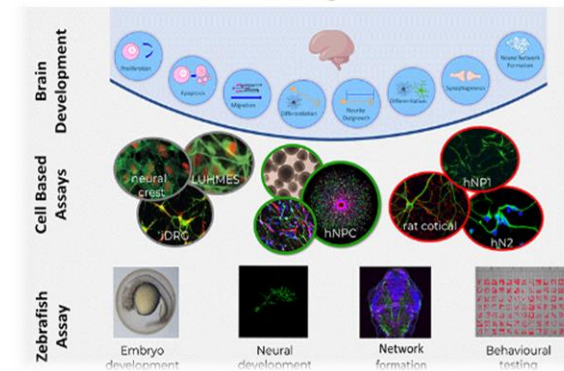 Brain
Development
Proliferation
Apoptosis
Migration
Differentiation
Neurite
Outgrowth
Differentiation
Synaptogenesis
Neural Network
Formation
Cell Based
Assays
neural
crest
LUHMES
iDRG
hNPC
rat cotical
hNP1
hN2
Zebrafish
Assay
Embryo
development
Neural
development
Network
formation
Behavioural
testing